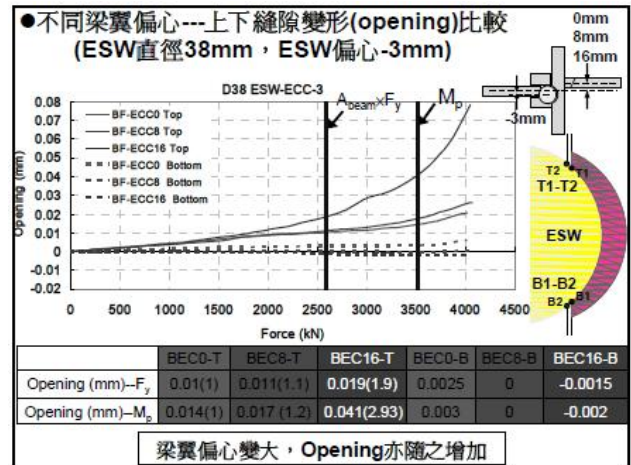 ●不同梁翼偏心---上下縫隙變形(opening)比較
(ESW直徑38mm,ESW偏心-3mm)
0mm
8mm
16mm
-3mm
D38 ESW-ECC-3
A beam×Fy
Mp
BF-ECC0 Top
BF-ECC8 Top
BF-ECC16 Top
BF-ECC0 Bottom
BF-ECC8 Bottom
BF-ECC16 Bottom
Opening (mm)
0.08
0.07
0.06
0.05
0.04
0.03
0.02
0.01
0
-0.01
-0.02
0 500 1000 1500 2000 2500 3000 3500 4000 4500
Force (kN)
T2 T1
T1-T2
ESW
B1-B2
B2 B1
BEC0-T BEC8-T BEC16-T BEC0-B BEC8-B BEC16-B
Opening (mm)--Fy 0.01(1) 0.011(1.1) 0.019(1.9) 0.0025 0 -0.0015
Opening (mm)–Mp 0.014(1) 0.017 (1.2) 0.041(2.93) 0.003 0 -0.002
梁翼偏心變大,Opening亦隨之增加